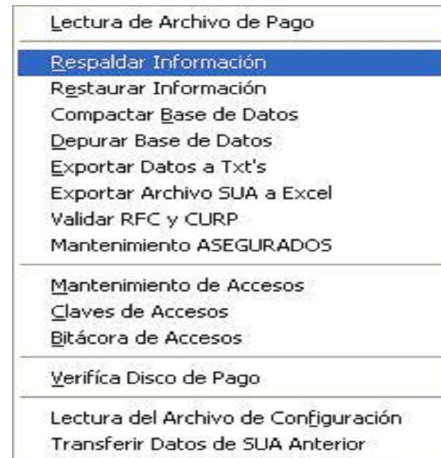 Lectura de Archivo de Pago
Respaldar Información
Restaurar Información
Compactar Base de Datos
Depurar Base de Datos
Exportar Datos a Txt's
Exportar Archivo SUA a Excel
Validar RFC y CURP
Mantenimiento ASEGURADOS
Mantenimiento de Accesos
Claves de Accesos
Bitácora de Accesos
Verifíca Disco de Pago
Lectura del Archivo de Configuración
Transferir Datos de SUA Anterior